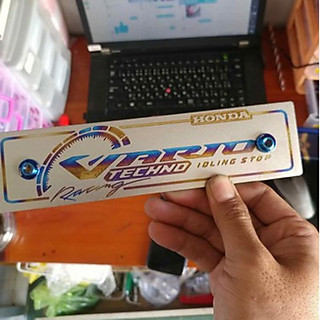 HONDA
VARIO
TECHNO IDLING STOP
Racing